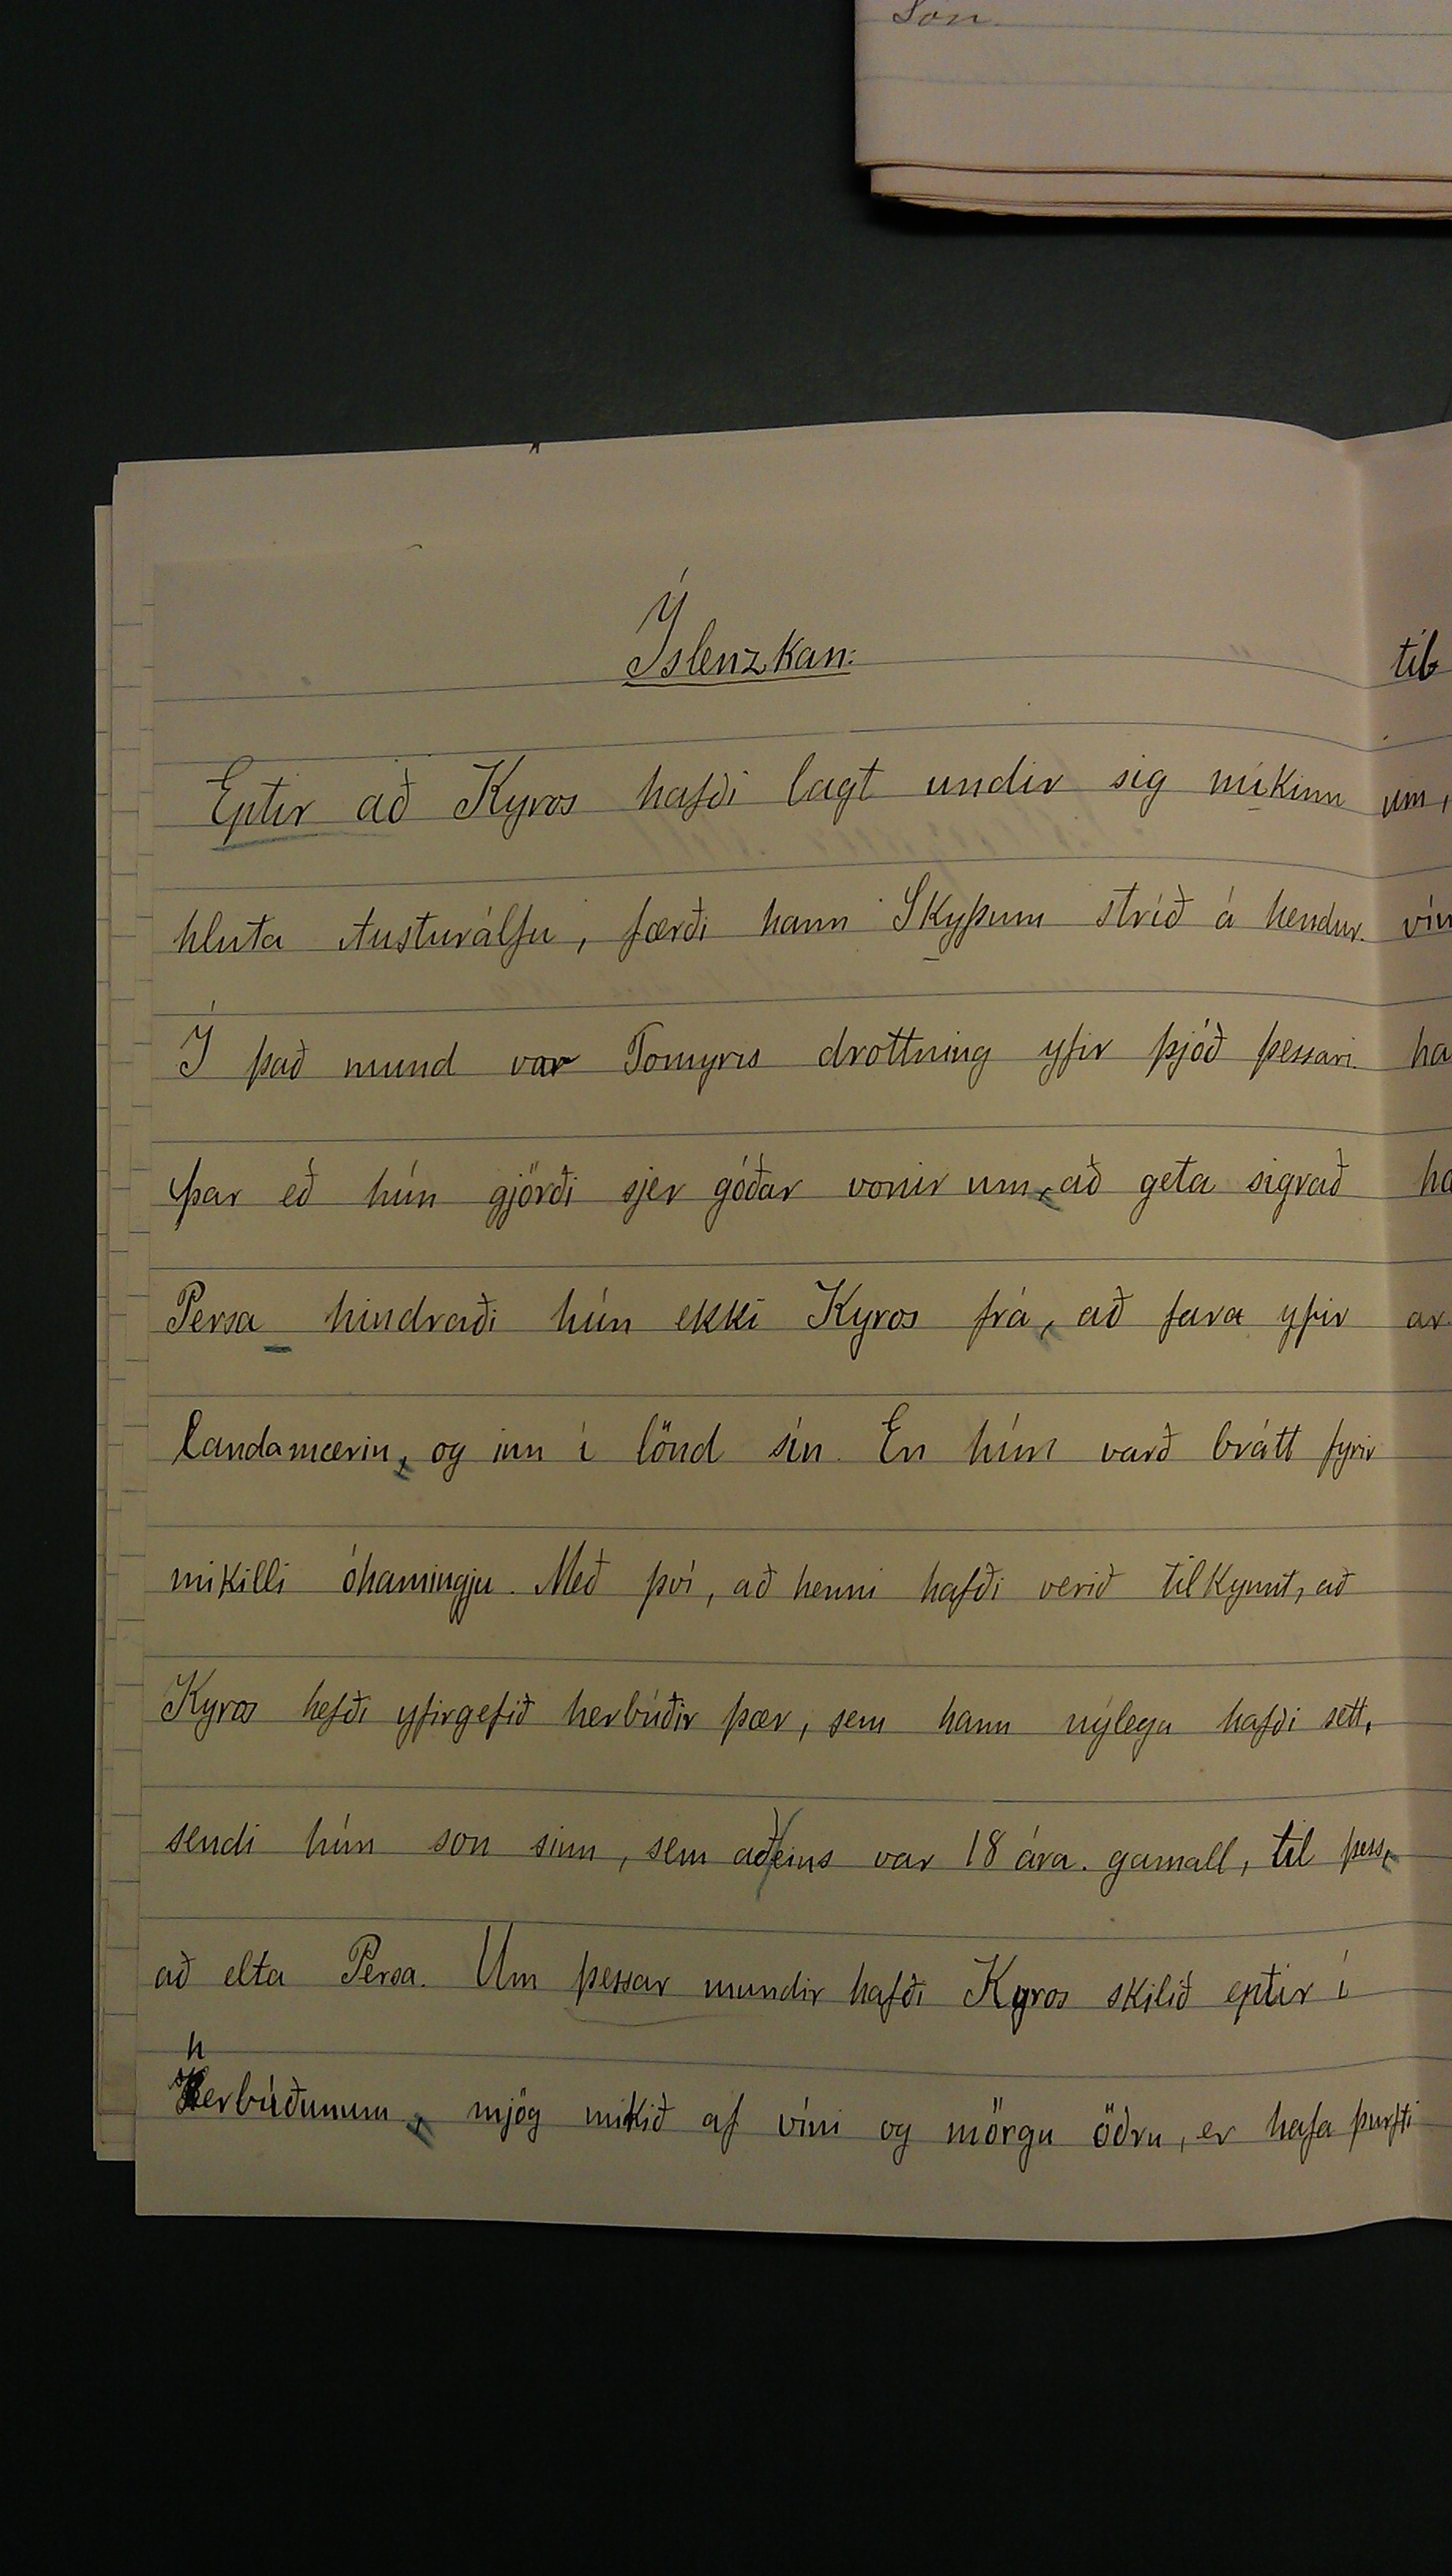 Son
Íslenzkan:
Eptir að Kyros hafði lagt undir sig mikinn
hluta Austurálfu, færði hann Skyþum stríð á hendur.
Í það mund var Tomyris drottning yfir þjóð þessari.
Þar eð hún gjörði sjer góðar vonir um, að geta sigrað
Persa hindraði hún ekki Kyros frá, að fara yfir
landamærin, og inn í lönd sín. En hún varð brátt fyrir
mikilli óhamingju. Með því, að henni hafði verið tilkynnt, að
Kyros hefði yfirgefið herbúðir þær, sem hann nýlega hafði sett,
sendi hún son sinn, sem aðeins var 18 ára. gamall, til þess,
að elta Persa. Um þessar mundir hafði Kyros skilið eptir í
herbúðunum, mjög mikið af víni og mörgu öðru, er hafa þurfti
til
um,
vín
ha
ha
ar